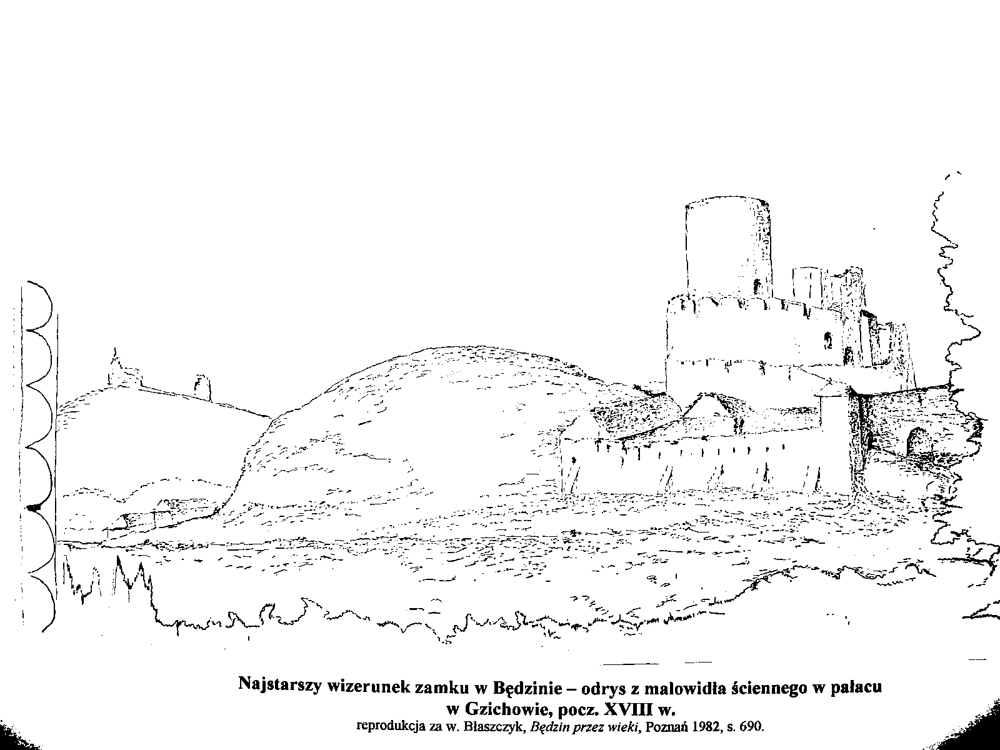 Najstarszy wizerunek zamku w Będzinie – odrys z malowidła ściennego w pałacu
w Gzichowie, pocz. XVIII w.
reprodukcja za w. Błaszczyk, Będzin przez wieki, Poznań 1982, s. 690.